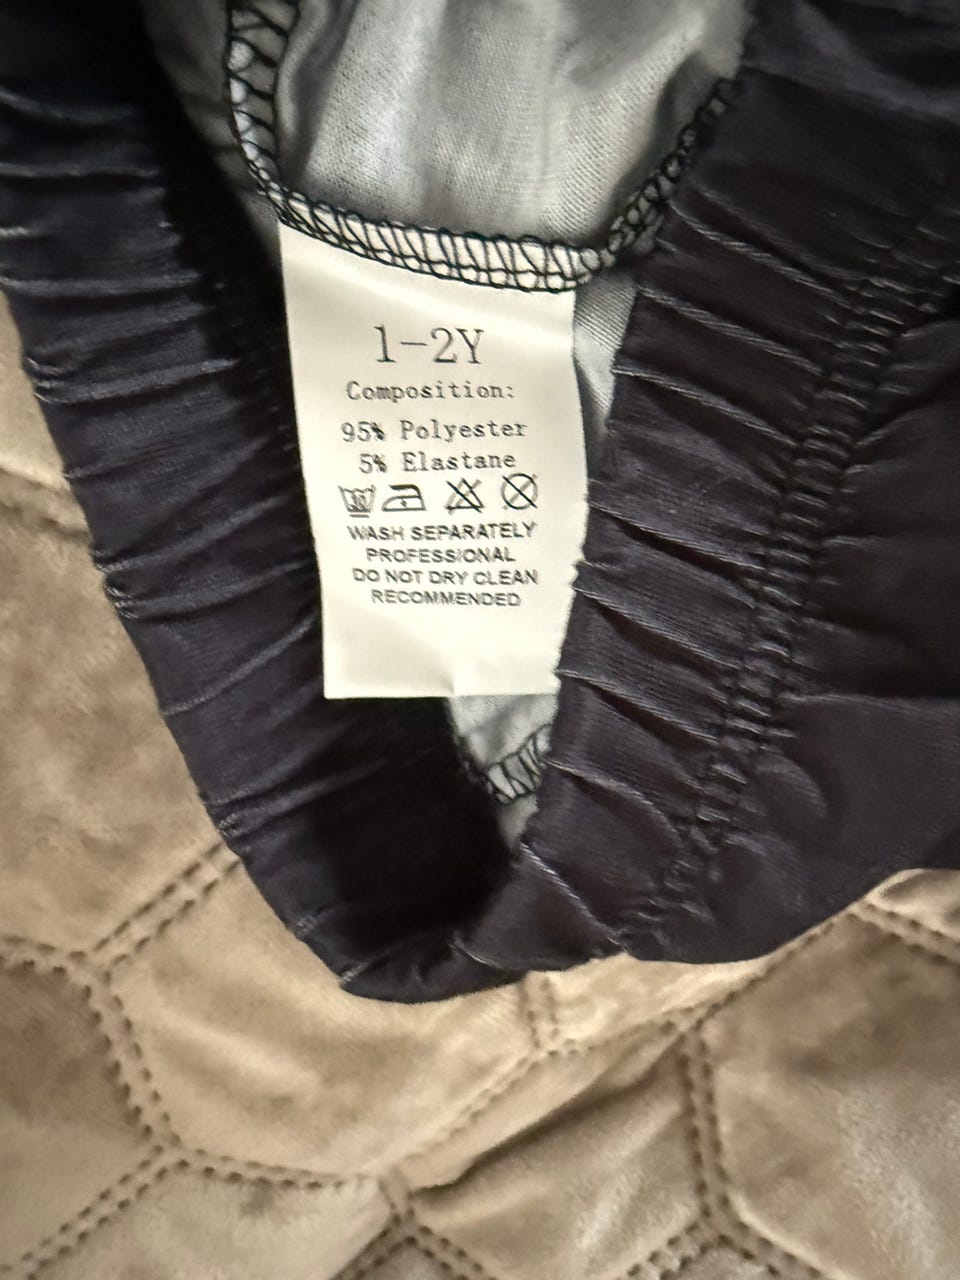 1-2Y
Composition:
95% Polyester
5% Elastane
WASH SEPARATELY
PROFESSIONAL
DO NOT DRY CLEAN
RECOMMENDED